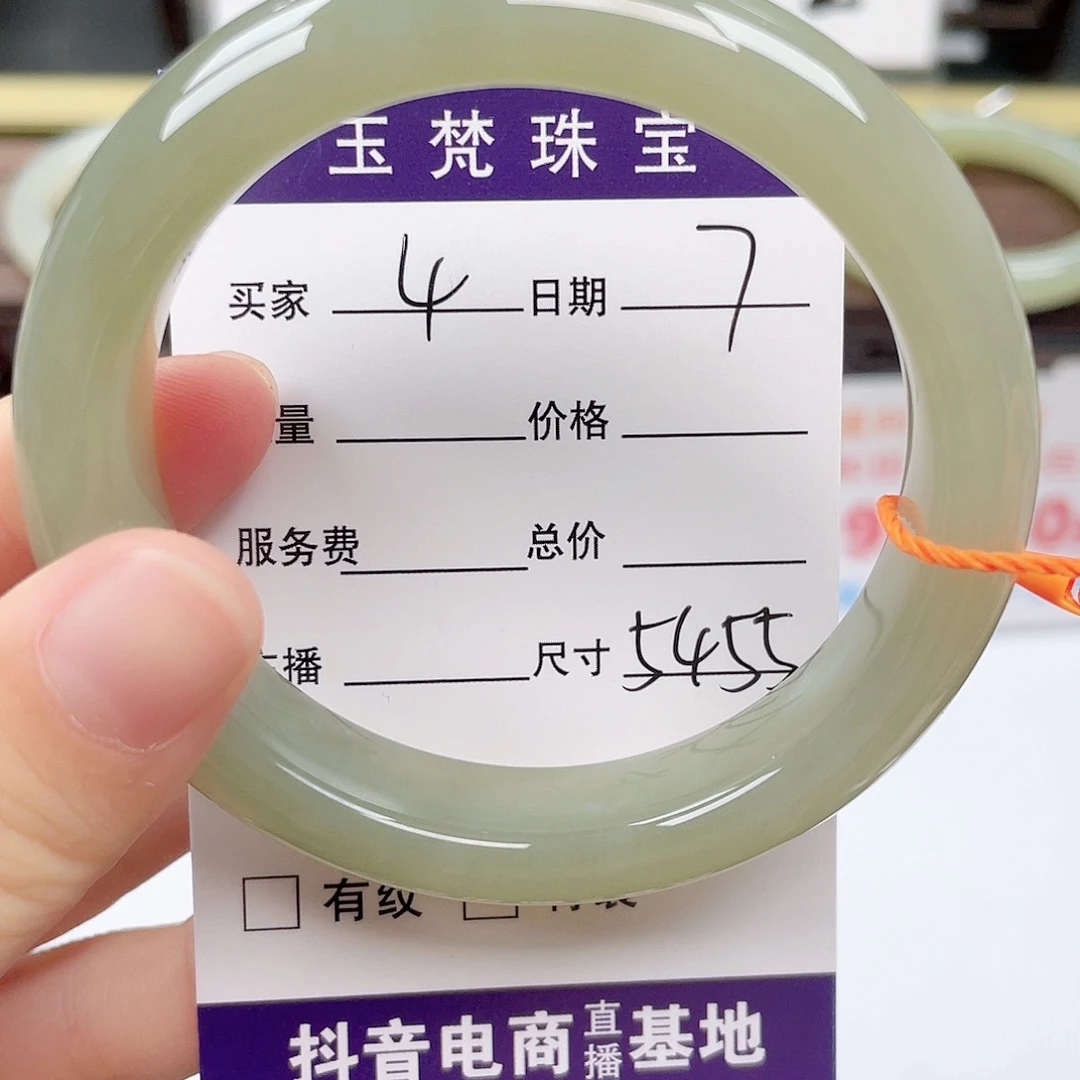 玉梵珠宝
买家 4 日期 7
量 价格
服务费 总价
播 尺寸 5455
有纹
抖音电商直播基地